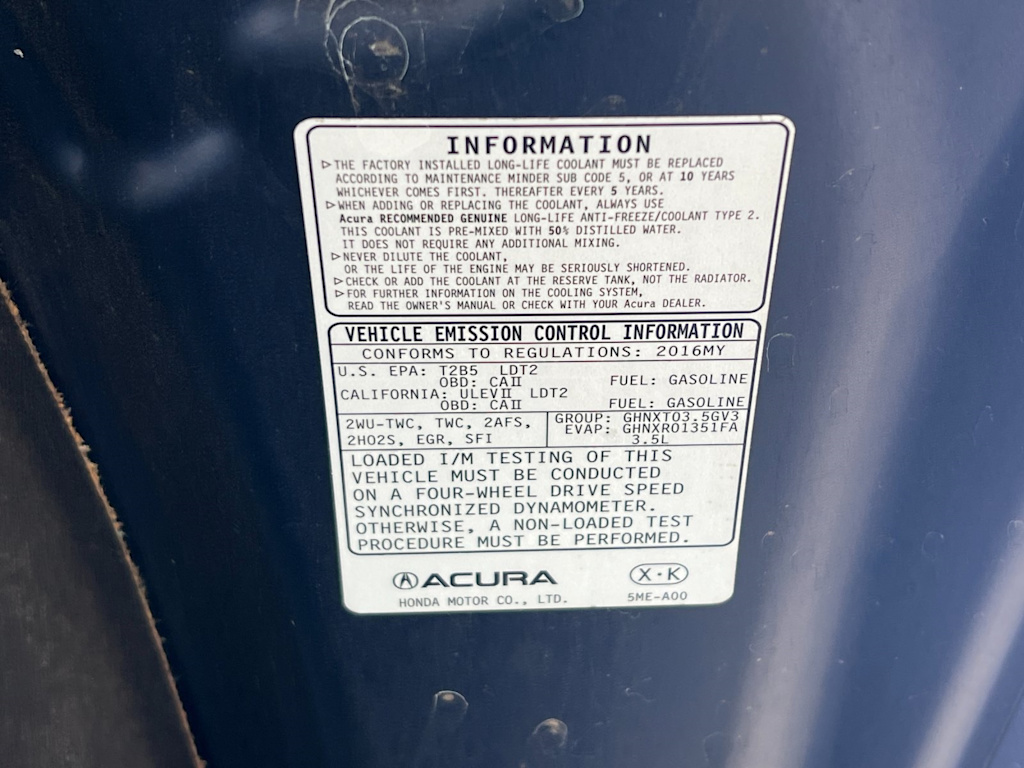 INFORMATION
▷THE FACTORY INSTALLED LONG-LIFE COOLANT MUST BE REPLACED
ACCORDING TO MAINTENANCE MINDER SUB CODE 5, OR AT 10 YEARS
WHICHEVER COMES FIRST. THEREAFTER EVERY 5 YEARS.
▷WHEN ADDING OR REPLACING THE COOLANT, ALWAYS USE
Acura RECOMMENDED GENUINE LONG-LIFE ANTI-FREEZE/COOLANT TYPE 2.
THIS COOLANT IS PRE-MIXED WITH 50% DISTILLED WATER.
IT DOES NOT REQUIRE ANY ADDITIONAL MIXING.
▷NEVER DILUTE THE COOLANT,
OR THE LIFE OF THE ENGINE MAY BE SERIOUSLY SHORTENED.
▷CHECK OR ADD THE COOLANT AT THE RESERVE TANK, NOT THE RADIATOR.
▷FOR FURTHER INFORMATION ON THE COOLING SYSTEM,
READ THE OWNER'S MANUAL OR CHECK WITH YOUR Acura DEALER.
VEHICLE EMISSION CONTROL INFORMATION
CONFORMS TO REGULATIONS: 2016MY
U.S. EPA: T2B5 LDT2
OBD: CAII FUEL: GASOLINE
CALIFORNIA: ULEVII LDT2
OBD: CAII FUEL: GASOLINE
2WU-TWC, TWC, 2AFS,
2HO2S, EGR, SFI
GROUP: GHNXT03.5GV3
EVAP: GHNXR01351FA
3.5L
LOADED I/M TESTING OF THIS
VEHICLE MUST BE CONDUCTED
ON A FOUR-WHEEL DRIVE SPEED
SYNCHRONIZED DYNAMOMETER.
OTHERWISE, A NON-LOADED TEST
PROCEDURE MUST BE PERFORMED.
ACURA
HONDA MOTOR CO., LTD.
X·K
5ME-A00